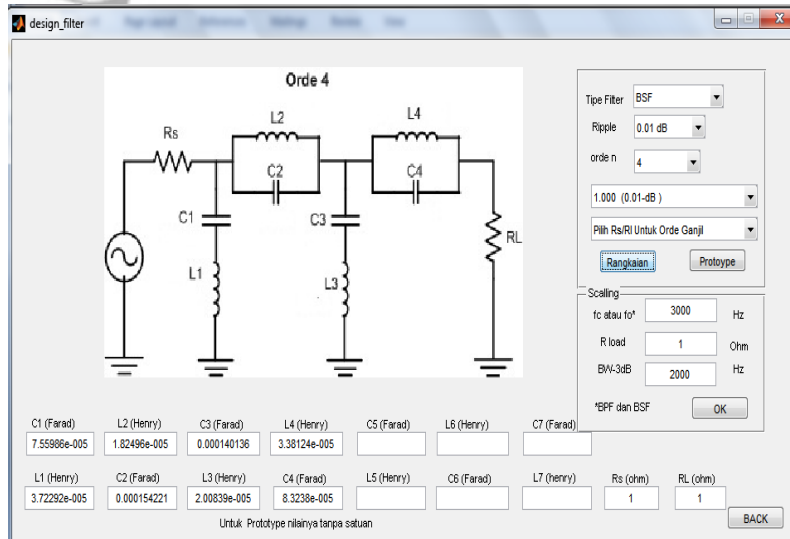 design_filter
Orde 4
Rs
L2
C2
L4
C4
C1
L1
C3
L3
RL
Tipe Filter BSF
Ripple 0.01 dB
orde n 4
1.000 (0.01-dB )
Pilih Rs/Rl Untuk Orde Ganjil
Rangkaian Protoype
Scalling
fc atau fo* 3000 Hz
R load 1 Ohm
BW-3dB 2000 Hz
*BPF dan BSF OK
C1 (Farad) L2 (Henry) C3 (Farad) L4 (Henry) C5 (Farad) L6 (Henry) C7 (Farad)
7.55986e-005 1.82496e-005 0.000140136 3.38124e-005
L1 (Henry) C2 (Farad) L3 (Henry) C4 (Farad) L5 (Henry) C6 (Farad) L7 (henry) Rs (ohm) RL (ohm)
3.72292e-005 0.000154221 2.00839e-005 8.3238e-005 1 1
Untuk Prototype nilainya tanpa satuan
BACK